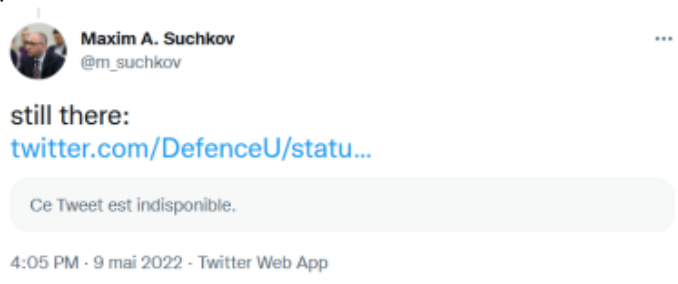 Maxim A. Suchkov
@m_suchkov
still there:
twitter.com/DefenceU/statu...
Ce Tweet est indisponible.
4:05 PM · 9 mai 2022 · Twitter Web App